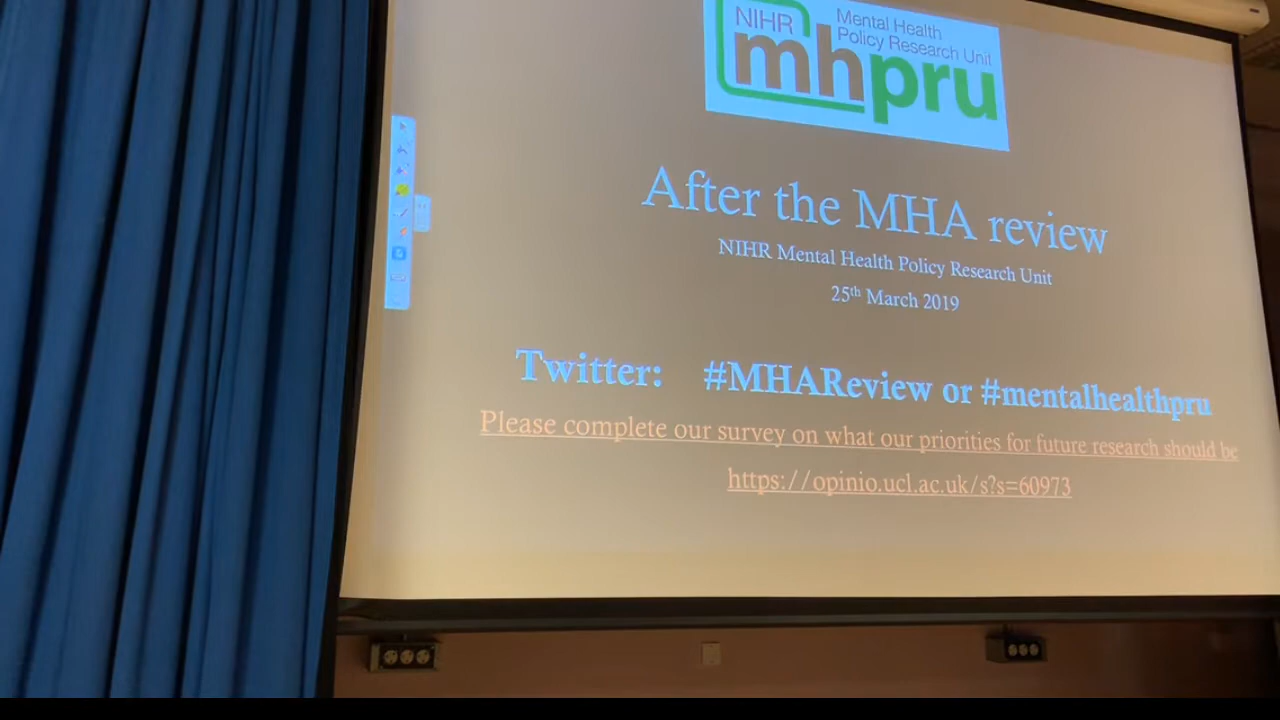 NIHR
Mental Health
Policy Research Unit
mhpru
After the MHA review
NIHR Mental Health Policy Research Unit
25th March 2019
Twitter: #MHAReview or #mentalhealthpru
Please complete our survey on what our priorities for future research should be
https://opinio.ucl.ac.uk/s?s=60973